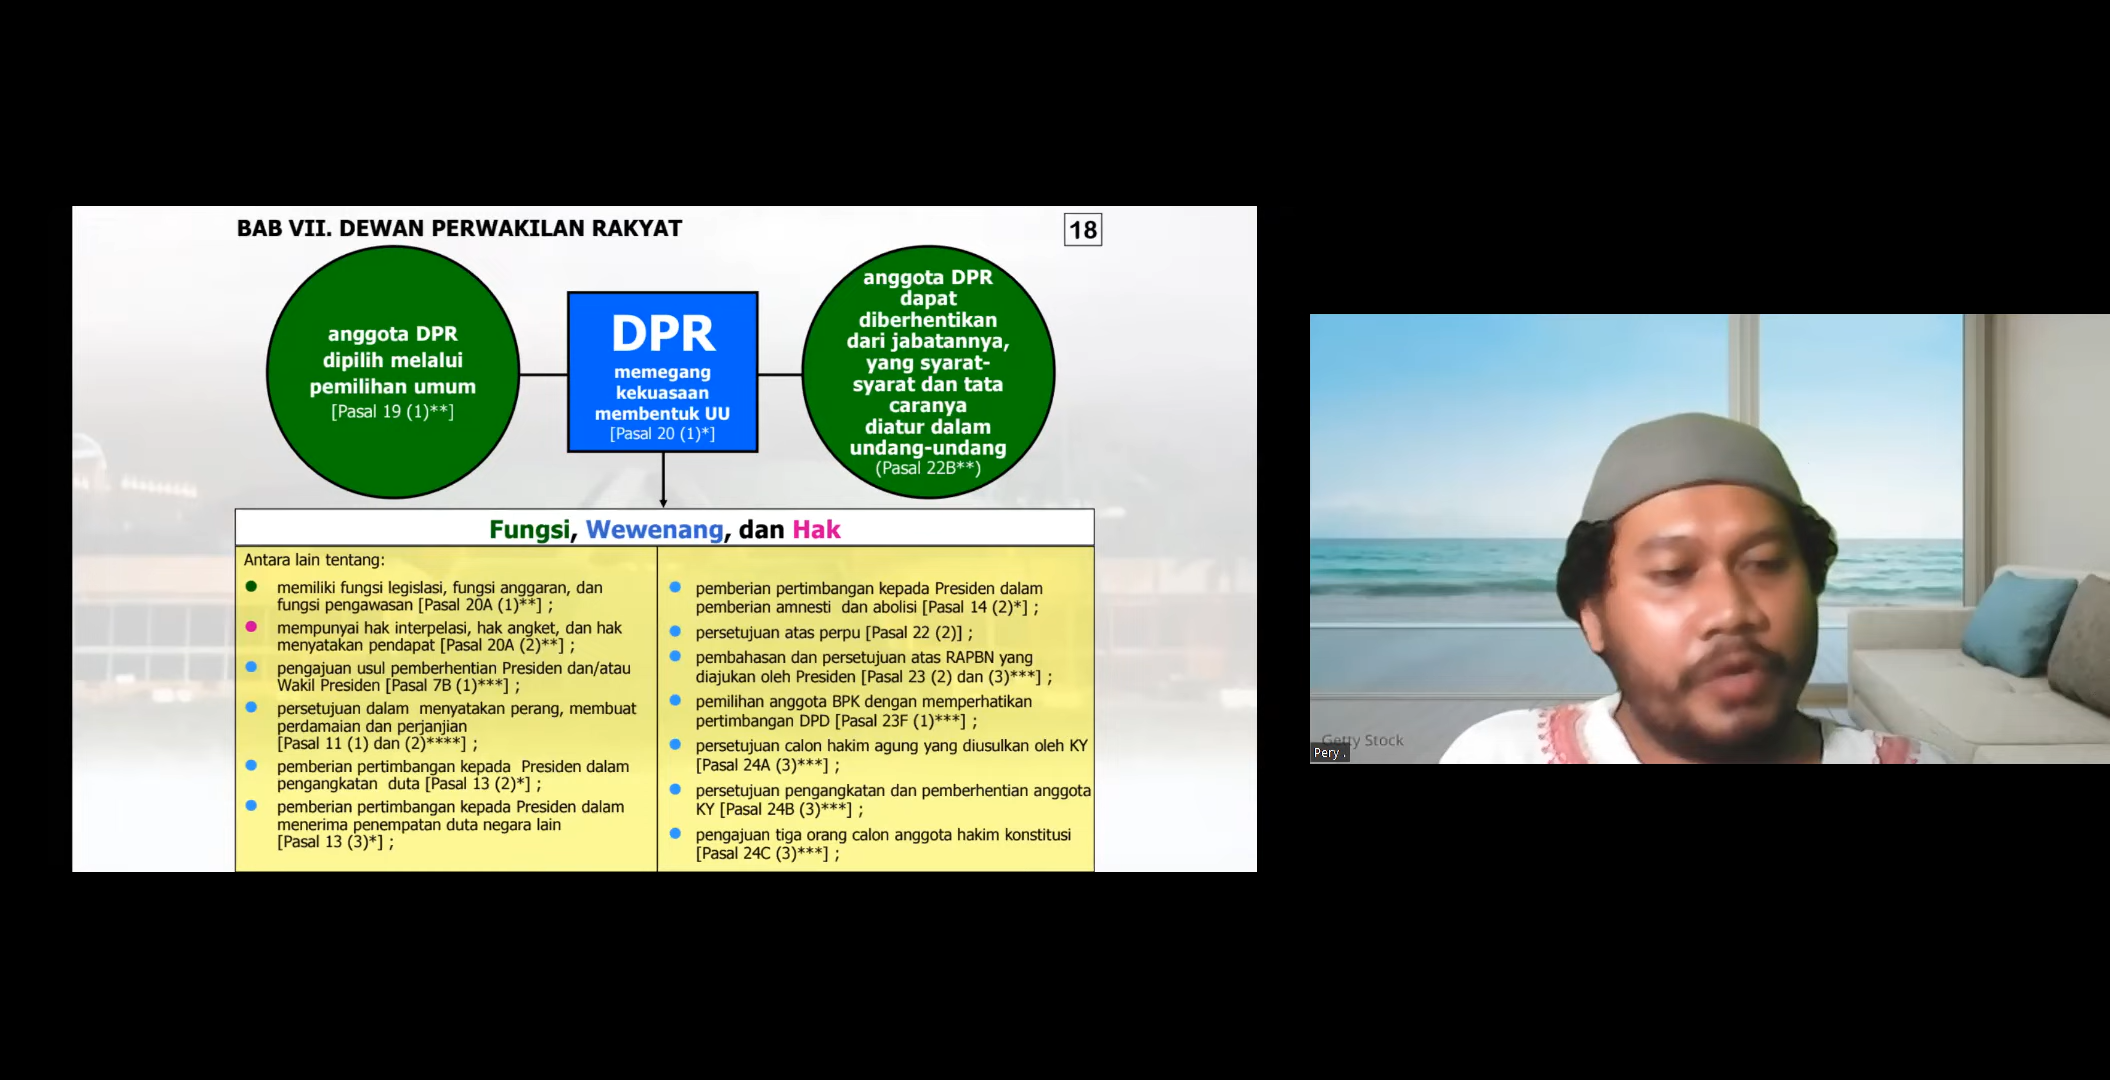 BAB VII. DEWAN PERWAKILAN RAKYAT
18
anggota DPR
dipilih melalui
pemilihan umum
[Pasal 19 (1)**]
DPR
memegang
kekuasaan
membentuk UU
[Pasal 20 (1)*]
anggota DPR
dapat
diberhentikan
dari jabatannya,
yang syarat-
syarat dan tata
caranya
diatur dalam
undang-undang
(Pasal 22B**)
Fungsi, Wewenang, dan Hak
Antara lain tentang:
memiliki fungsi legislasi, fungsi anggaran, dan
fungsi pengawasan [Pasal 20A (1)**] ;
mempunyai hak interpelasi, hak angket, dan hak
menyatakan pendapat [Pasal 20A (2)**] ;
pengajuan usul pemberhentian Presiden dan/atau
Wakil Presiden [Pasal 7B (1)***] ;
persetujuan dalam menyatakan perang, membuat
perdamaian dan perjanjian
[Pasal 11 (1) dan (2)****] ;
pemberian pertimbangan kepada Presiden dalam
pengangkatan duta [Pasal 13 (2)*] ;
pemberian pertimbangan kepada Presiden dalam
menerima penempatan duta negara lain
[Pasal 13 (3)*] ;
pemberian pertimbangan kepada Presiden dalam
pemberian amnesti dan abolisi [Pasal 14 (2)*] ;
persetujuan atas perpu [Pasal 22 (2)] ;
pembahasan dan persetujuan atas RAPBN yang
diajukan oleh Presiden [Pasal 23 (2) dan (3)***] ;
pemilihan anggota BPK dengan memperhatikan
pertimbangan DPD [Pasal 23F (1)***] ;
persetujuan calon hakim agung yang diusulkan oleh KY
[Pasal 24A (3)***] ;
persetujuan pengangkatan dan pemberhentian anggota
KY [Pasal 24B (3)***] ;
pengajuan tiga orang calon anggota hakim konstitusi
[Pasal 24C (3)***] ;
Getty Stock
Pery .